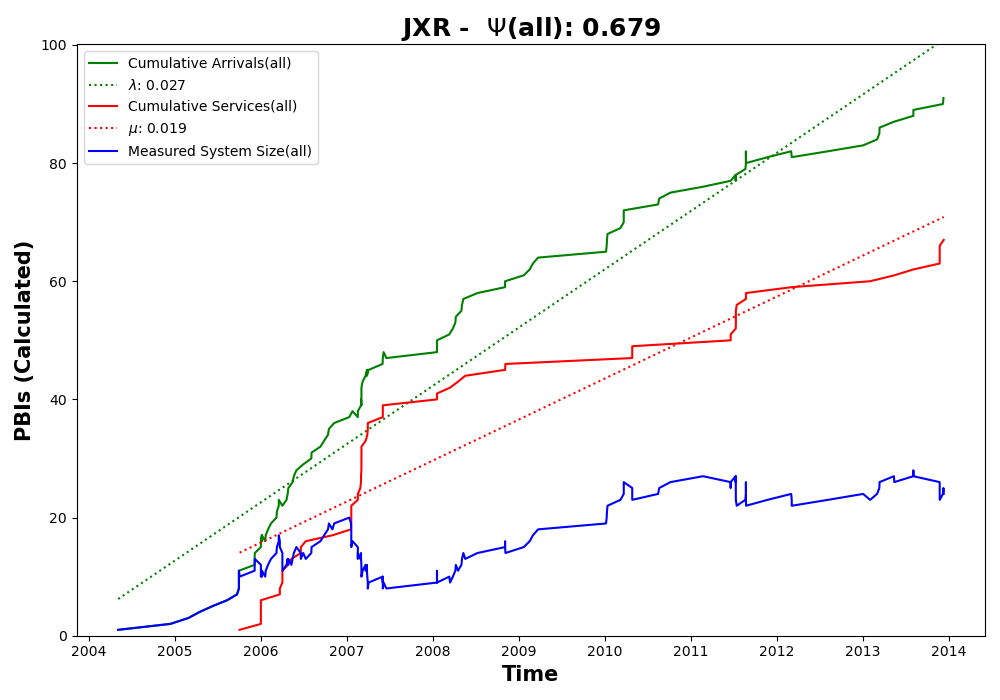 JXR -  Ψ(all): 0.679
Cumulative Arrivals(all)
λ: 0.027
Cumulative Services(all)
μ: 0.019
Measured System Size(all)
PBIs (Calculated)
100
80
60
40
20
0
2004 2005 2006 2007 2008 2009 2010 2011 2012 2013 2014
Time